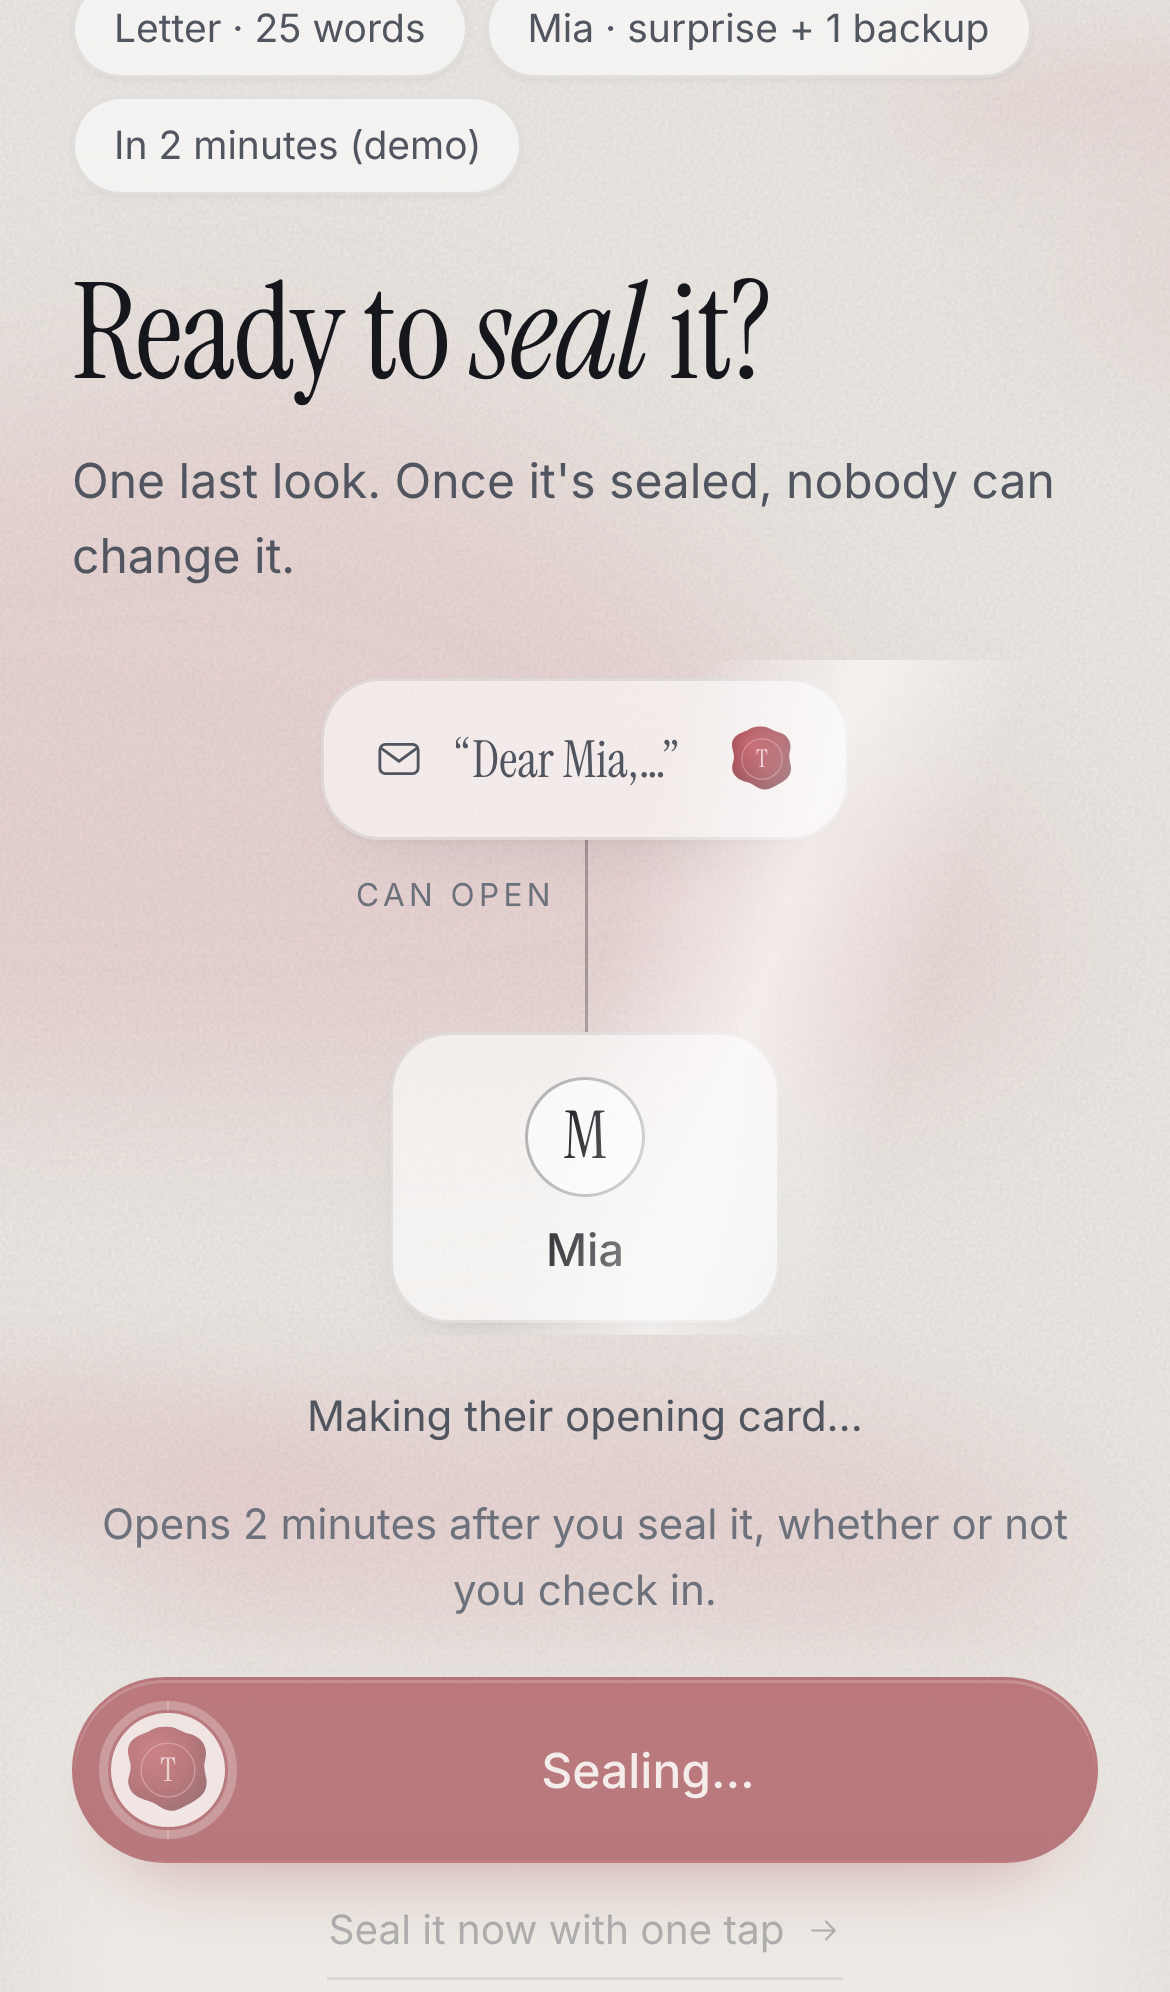 Letter · 25 words
Mia · surprise + 1 backup
In 2 minutes (demo)
Ready to seal it?
One last look. Once it's sealed, nobody can
change it.
“Dear Mia,...”
T
CAN OPEN
M
Mia
Making their opening card...
Opens 2 minutes after you seal it, whether or not
you check in.
T
Sealing...
Seal it now with one tap →